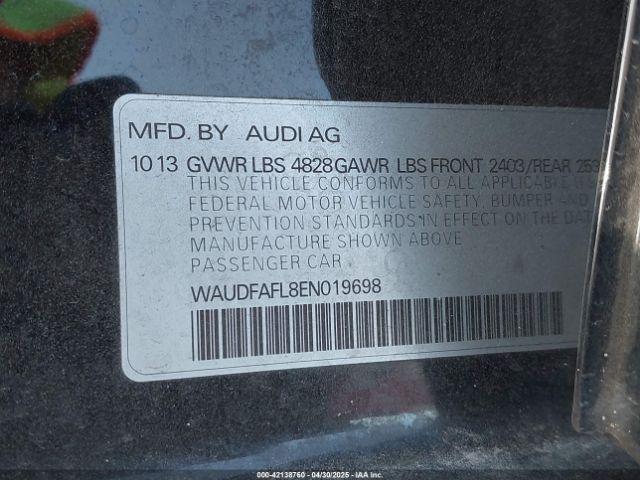 MFD. BY AUDI AG
10 13 GVWR LBS 4828 GAWR LBS FRONT 2403/REAR
THIS VEHICLE CONFORMS TO ALL APPLICABLE
FEDERAL MOTOR VEHICLE SAFETY, BUMPER AND
PREVENTION STANDARDS IN EFFECT ON THE DATE
MANUFACTURE SHOWN ABOVE
PASSENGER CAR
WAUDFAFL8EN019698
000-42138760 - 04/30/2025 - IAAI.COM